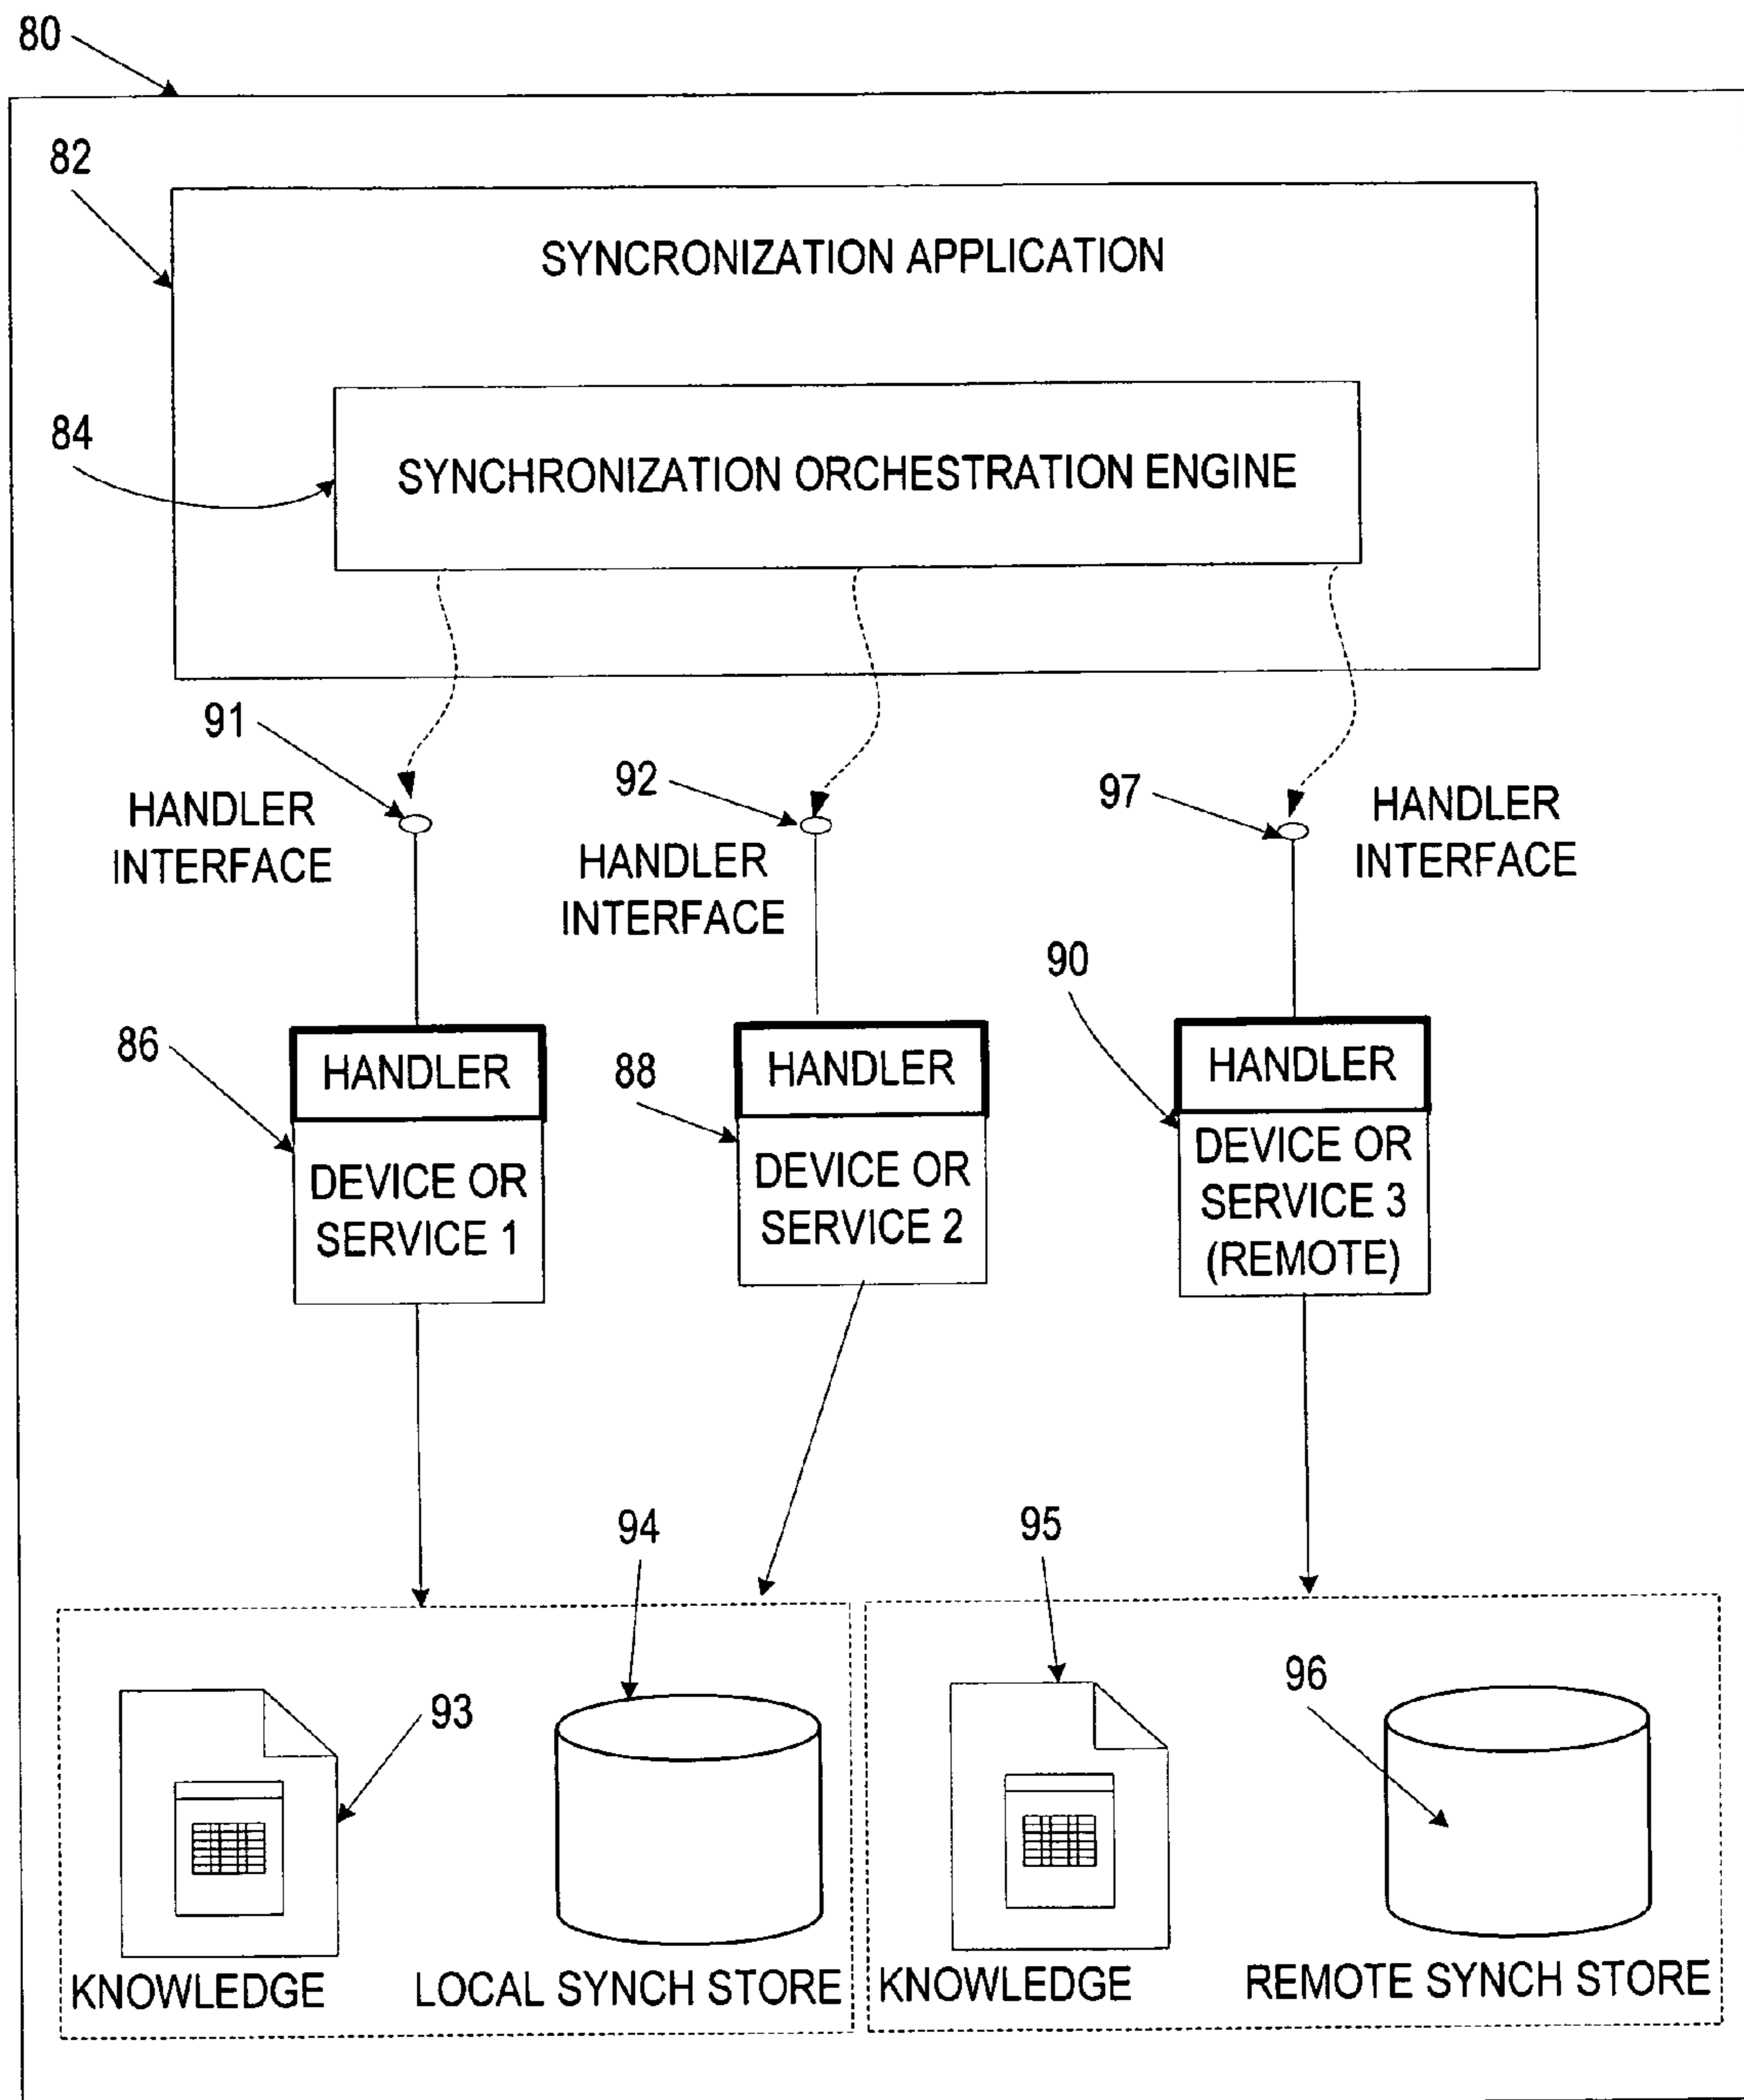 80
82
SYNCRONIZATION APPLICATION
84
SYNCHRONIZATION ORCHESTRATION ENGINE
91
HANDLER
INTERFACE
92
HANDLER
INTERFACE
97
HANDLER
INTERFACE
86
HANDLER
DEVICE OR
SERVICE 1
88
HANDLER
DEVICE OR
SERVICE 2
90
HANDLER
DEVICE OR
SERVICE 3
(REMOTE)
94
95
93
96
KNOWLEDGE
LOCAL SYNCH STORE
KNOWLEDGE
REMOTE SYNCH STORE